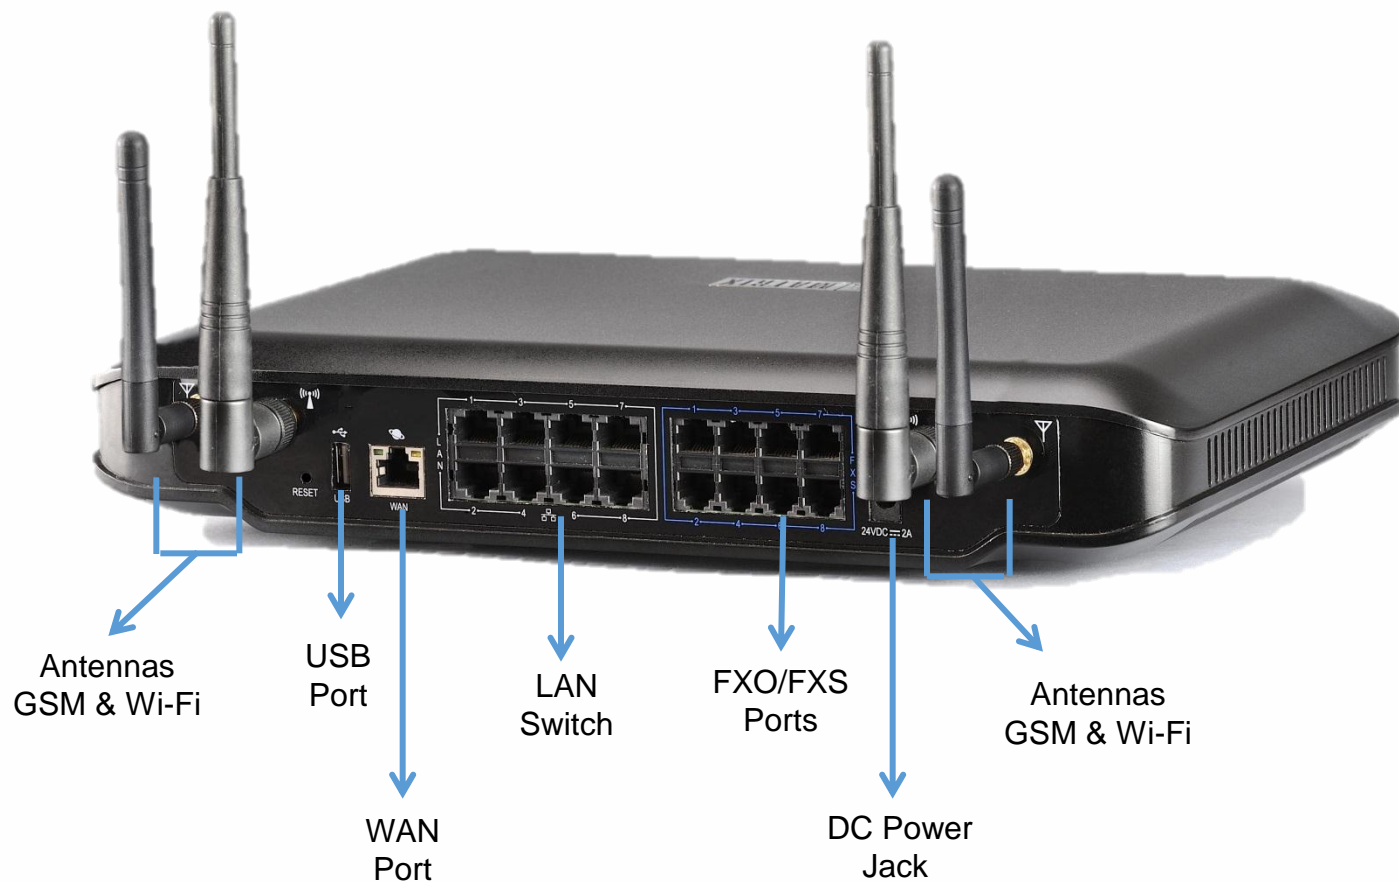 MATRIX
1 3 5 7
LAN
2 4 6 8
1 3 5 7
FXS
2 4 8
RESET
USB
WAN
24VDC 2A
Antennas
GSM & Wi-Fi
USB
Port
WAN
Port
LAN
Switch
FXO/FXS
Ports
DC Power
Jack
Antennas
GSM & Wi-Fi